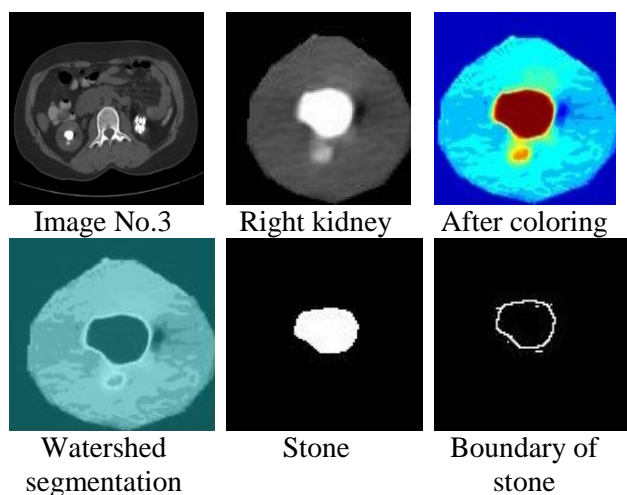 Image No.3
Right kidney
After coloring
Watershed
segmentation
Stone
Boundary of
stone